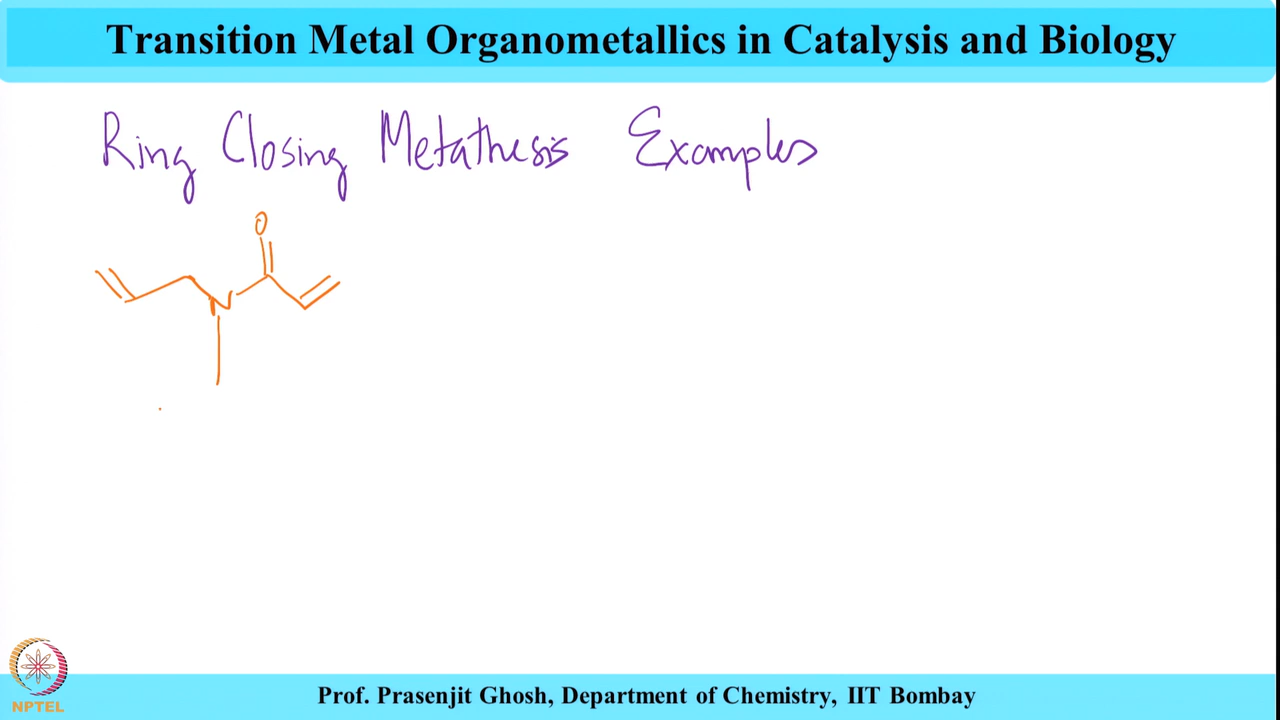 Transition Metal Organometallics in Catalysis and Biology
Ring Closing Metathesis Examples
O
N
NPTEL
Prof. Prasenjit Ghosh, Department of Chemistry, IIT Bombay